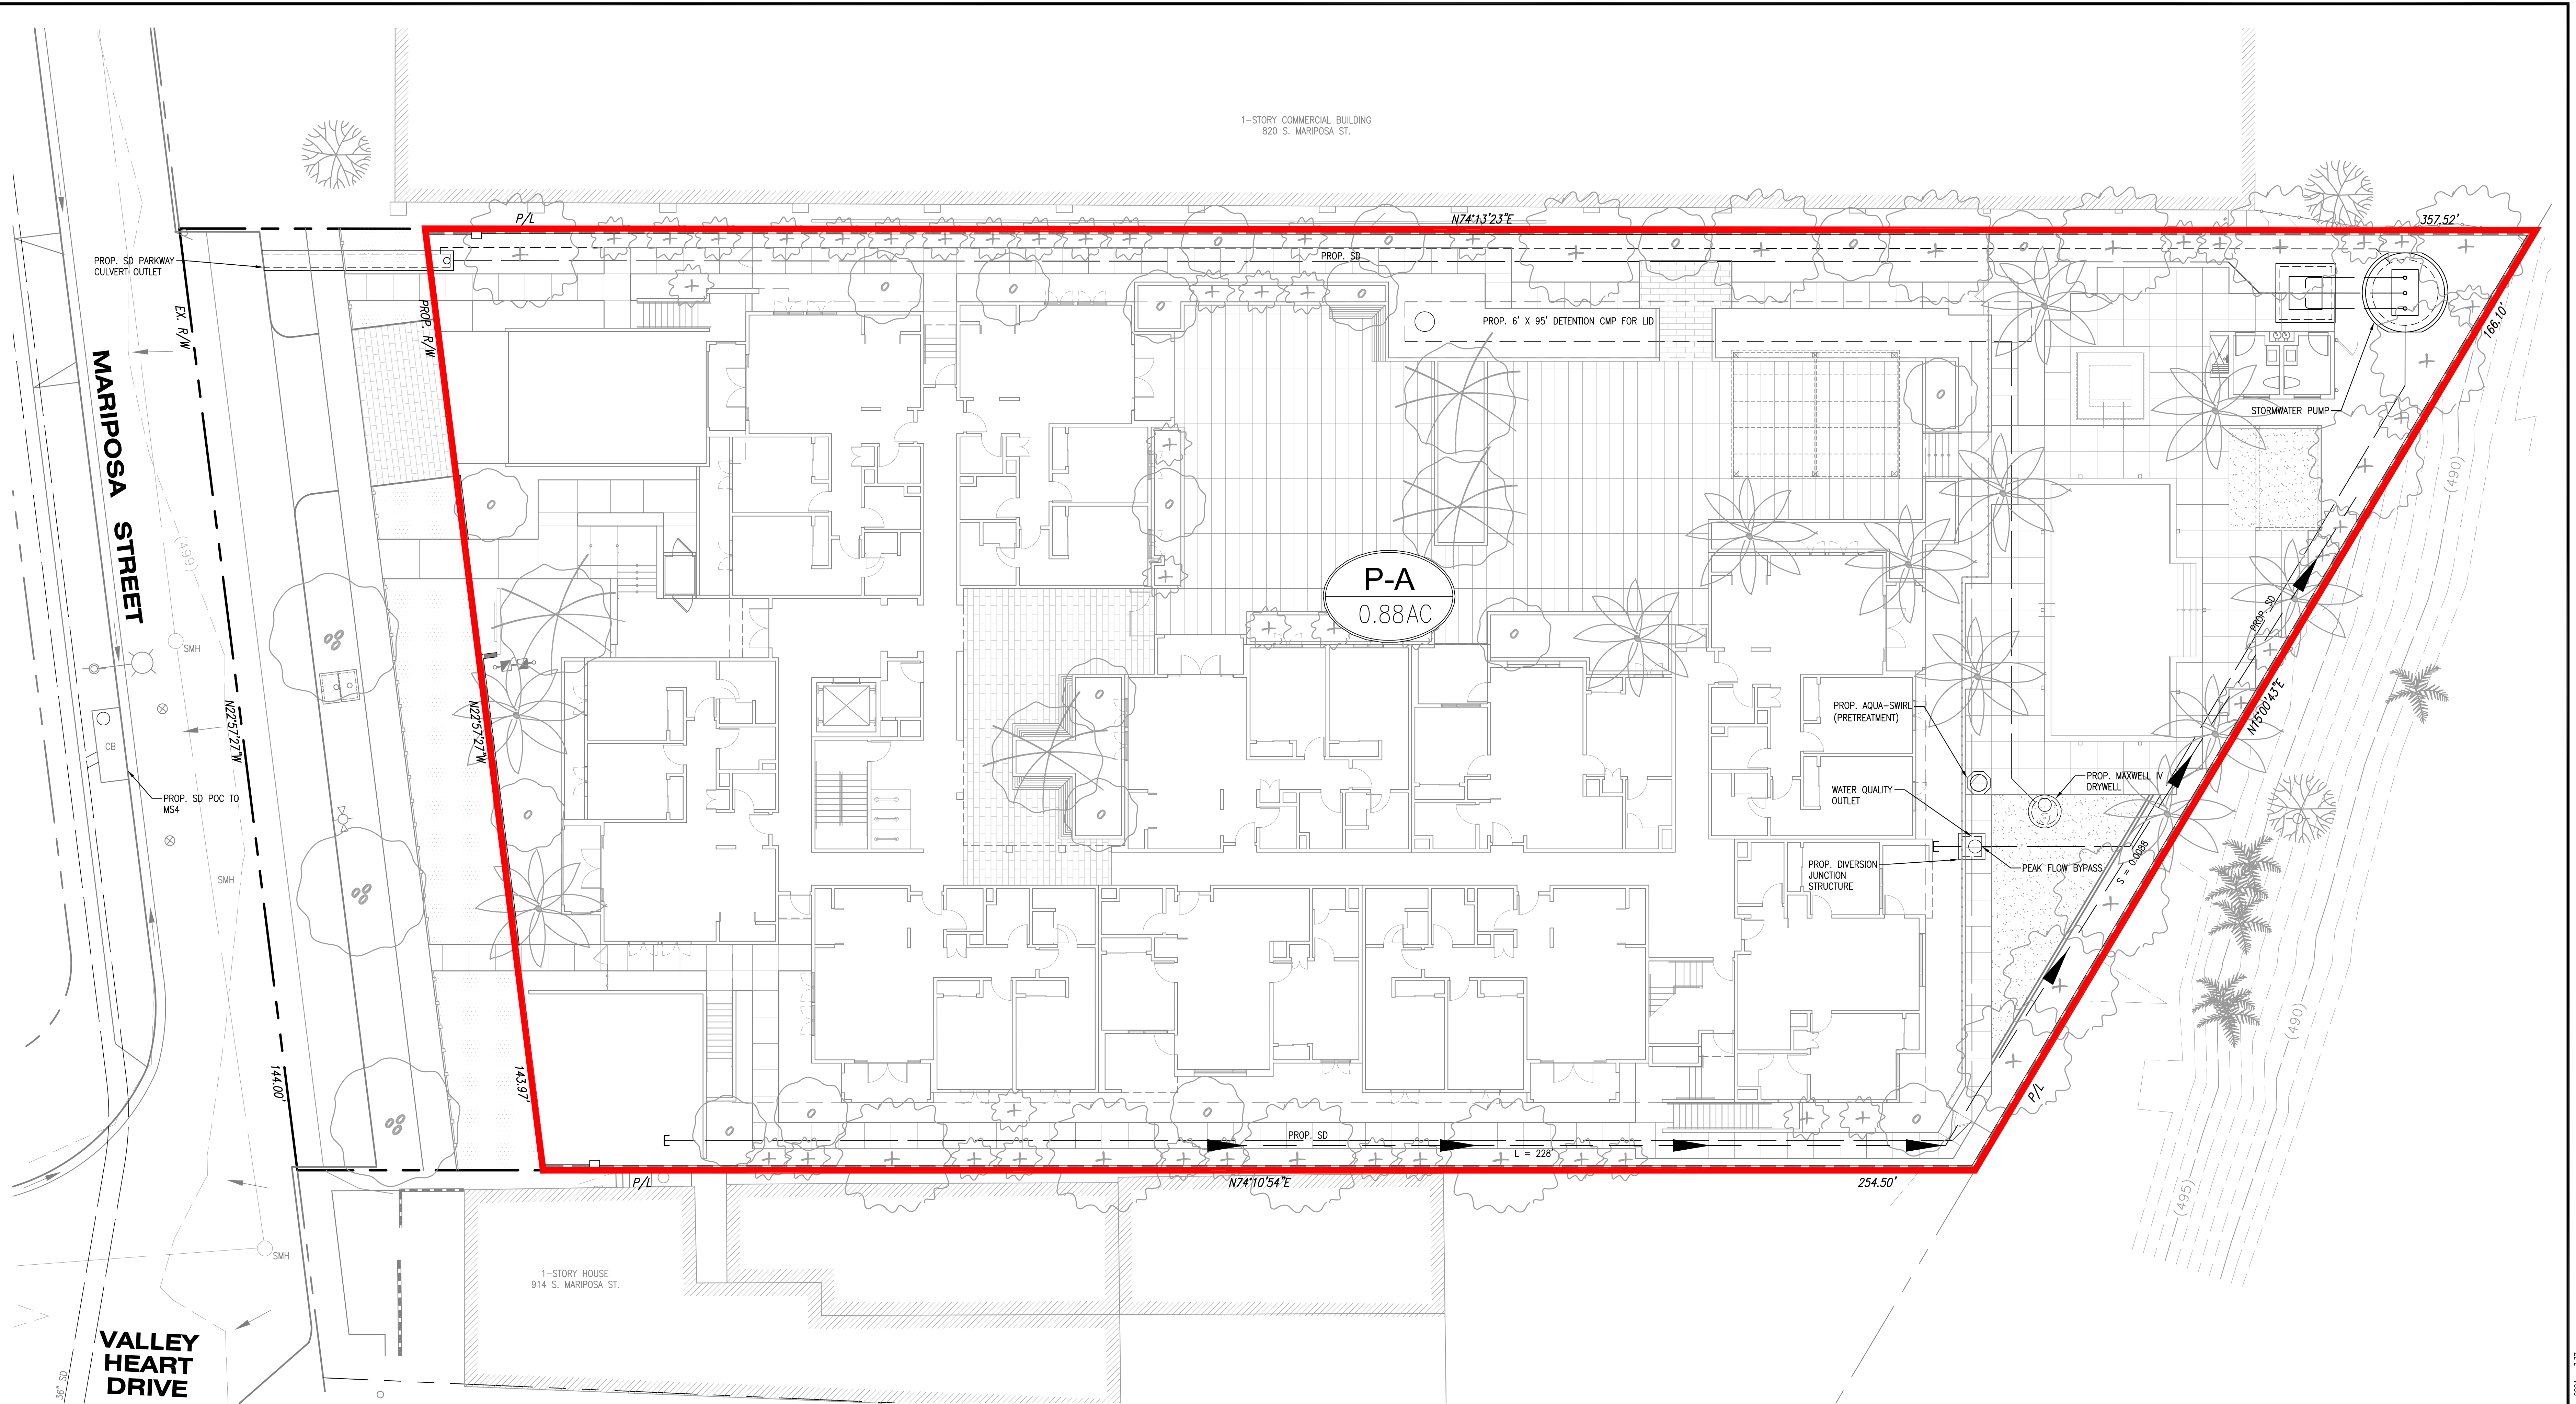 1-STORY COMMERCIAL BUILDING
820 S. MARIPOSA ST.
P/L
N74°13'23"E
357.52'
PROP. SD PARKWAY
CULVERT OUTLET
PROP. SD
EX. R/W
PROP. R/W
PROP. 6' X 95' DETENTION CMP FOR LID
166.10'
MARIPOSA STREET
STORMWATER PUMP
(490)
(499)
P-A
0.88AC
SMH
PROP. SD
N22°57'27"W
N22°57'27"W
N15°00'43"E
PROP. AQUA-SWIRL
(PRETREATMENT)
CB
PROP. SD POC TO
MS4
PROP. MAXWELL IV
DRYWELL
WATER QUALITY
OUTLET
PROP. DIVERSION
JUNCTION
STRUCTURE
PEAK FLOW BYPASS
S = 0.0088
SMH
(490)
144.00'
143.97'
P/L
PROP. SD
L = 228'
P/L
N74°10'54"E
254.50'
(495)
SMH
1-STORY HOUSE
914 S. MARIPOSA ST.
VALLEY
HEART
DRIVE
36" SD